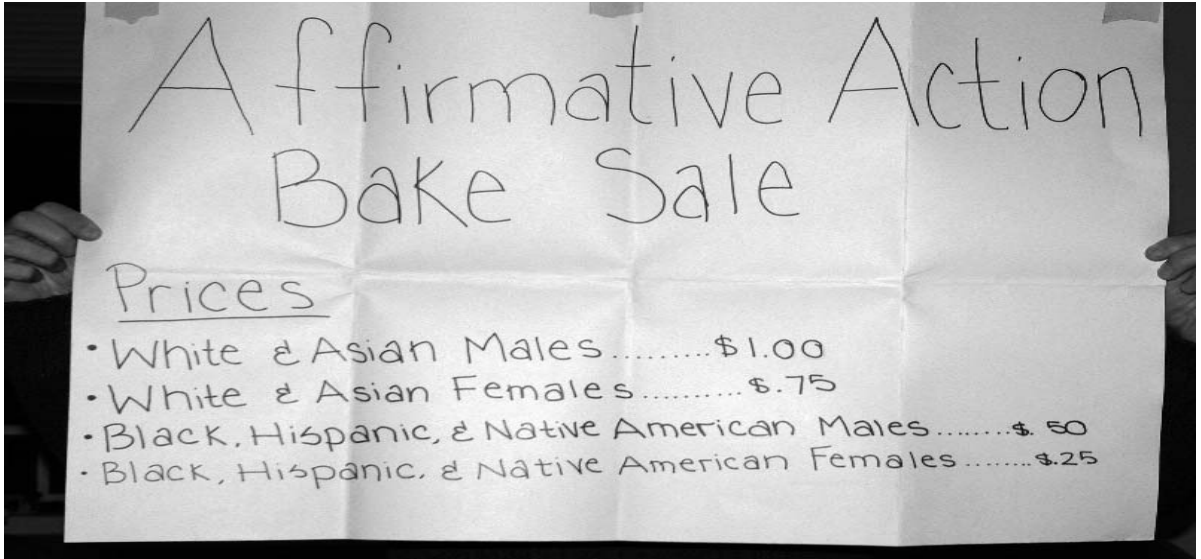 Affirmative Action
Bake Sale
Prices
• White & Asian Males.........$1.00
• White & Asian Females..........$.75
• Black, Hispanic, & Native American Males........$. 50
• Black, Hispanic, & Native American Females........$.25